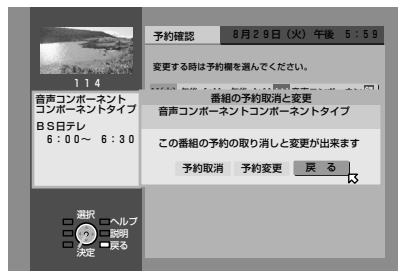 予約確認
8月29日（火）午後 5：59
変更する時は予約欄を選んでください。
114
音声コンポーネント
コンポーネントタイプ
BS日テレ
6：00～ 6：30
番組の予約取消と変更
音声コンポーネントコンポーネントタイプ
この番組の予約の取り消しと変更が出来ます
予約取消 予約変更 戻 る
選択
ヘルプ
説明
戻る
決定